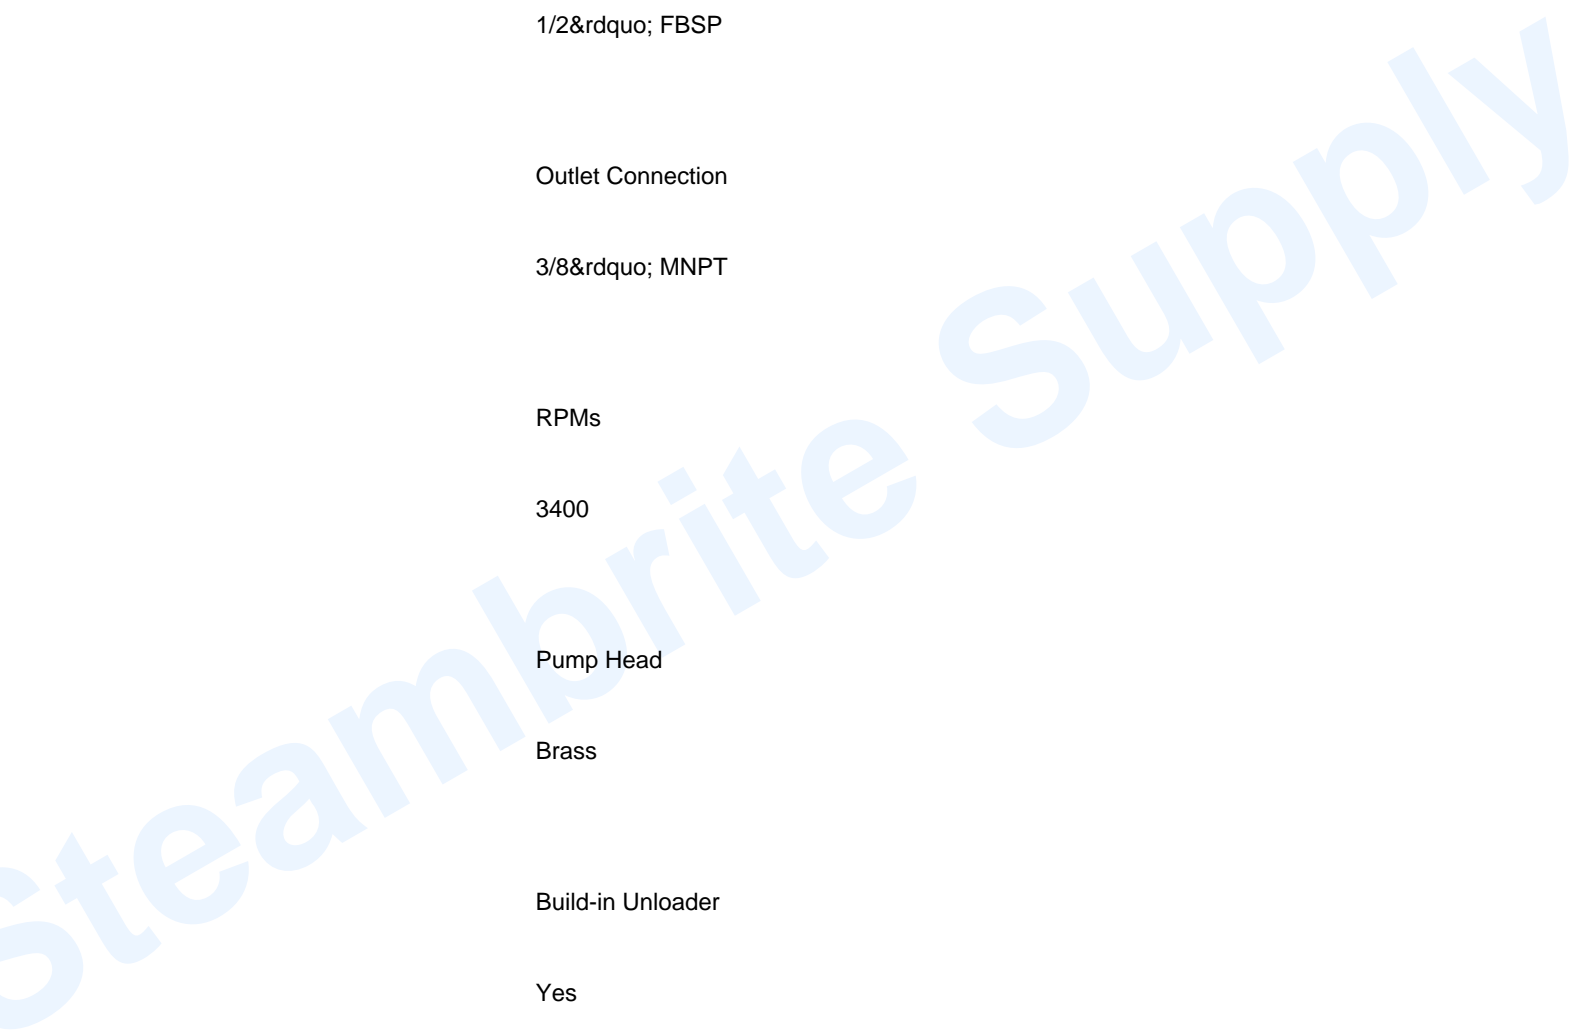 1/2&rdquo; FBSP
Outlet Connection
3/8&rdquo; MNPT
RPMs
3400
Pump Head
Brass
Build-in Unloader
Yes
Steambrite Supply